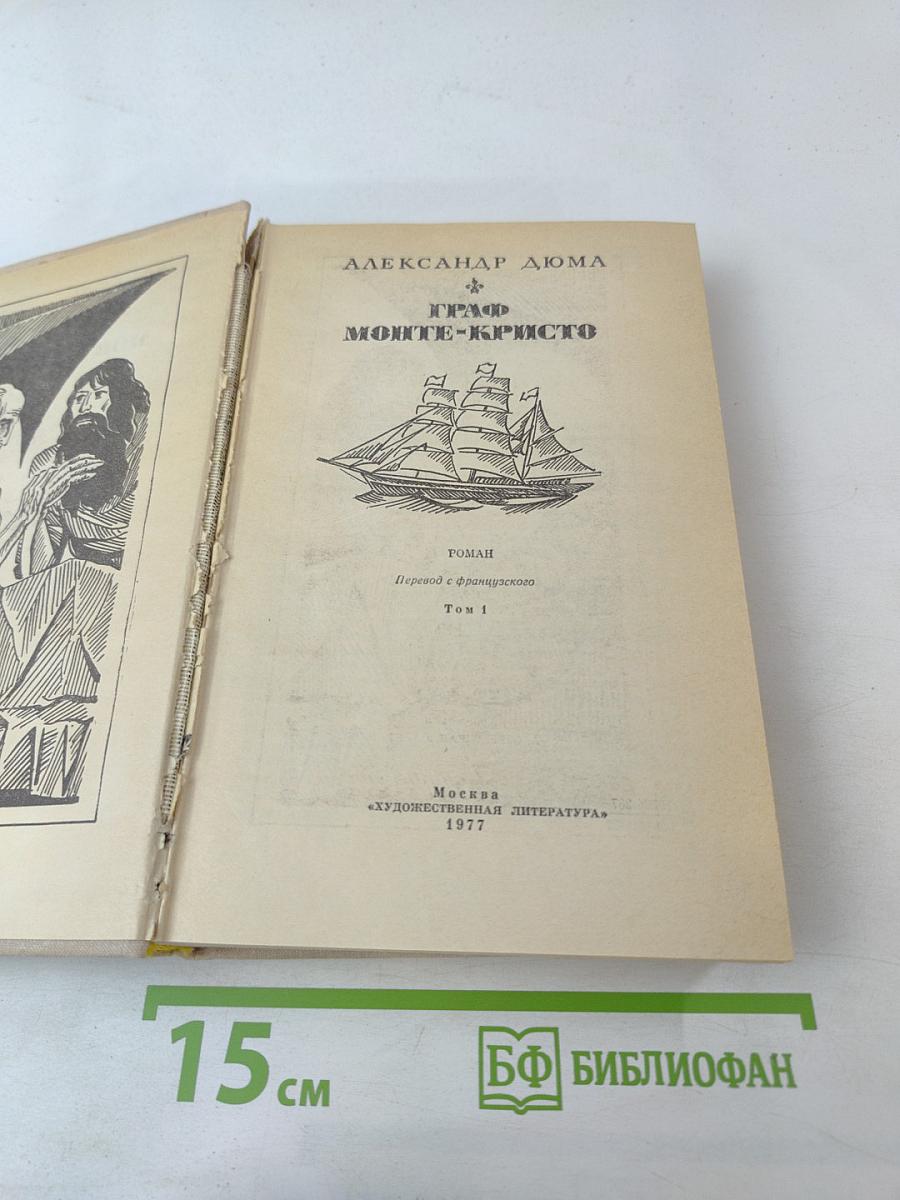 АЛЕКСАНДР ДЮМА
ГРАФ
МОНТЕ-КРИСТО
РОМАН
Перевод с французского
Том 1
Москва
«ХУДОЖЕСТВЕННАЯ ЛИТЕРАТУРА»
1977
15 см
БФ БИБЛИОФАН